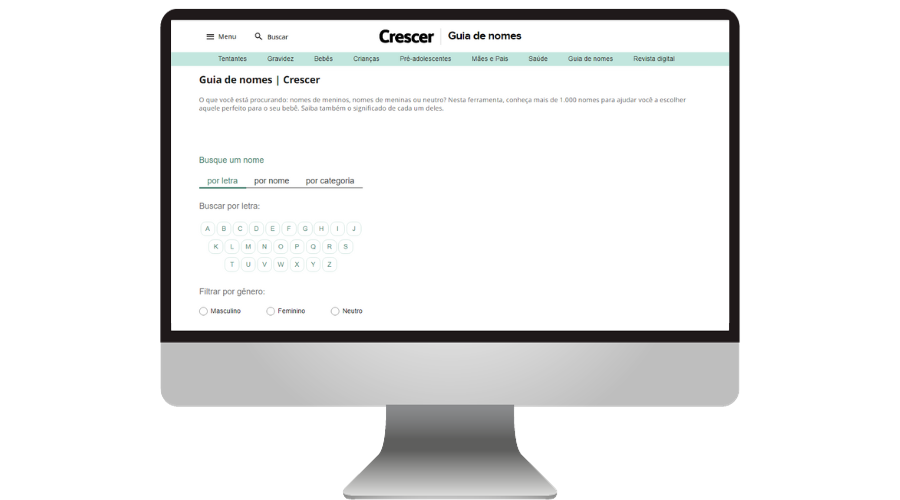 Menu Buscar Crescer Guia de nomes
Tentantes Gravidez Bebês Crianças Pré-adolescentes Mães e Pais Saúde Guia de nomes Revista digital
Guia de nomes | Crescer
O que você está procurando: nomes de meninos, nomes de meninas ou neutro? Nesta ferramenta, conheça mais de 1.000 nomes para ajudar você a escolher
aquele perfeito para o seu bebê. Saiba também o significado de cada um deles.
Busque um nome
por letra por nome por categoria
Buscar por letra:
A B C D E F G H I J
K L M N O P Q R S
T U V W X Y Z
Filtrar por gênero:
Masculino Feminino Neutro